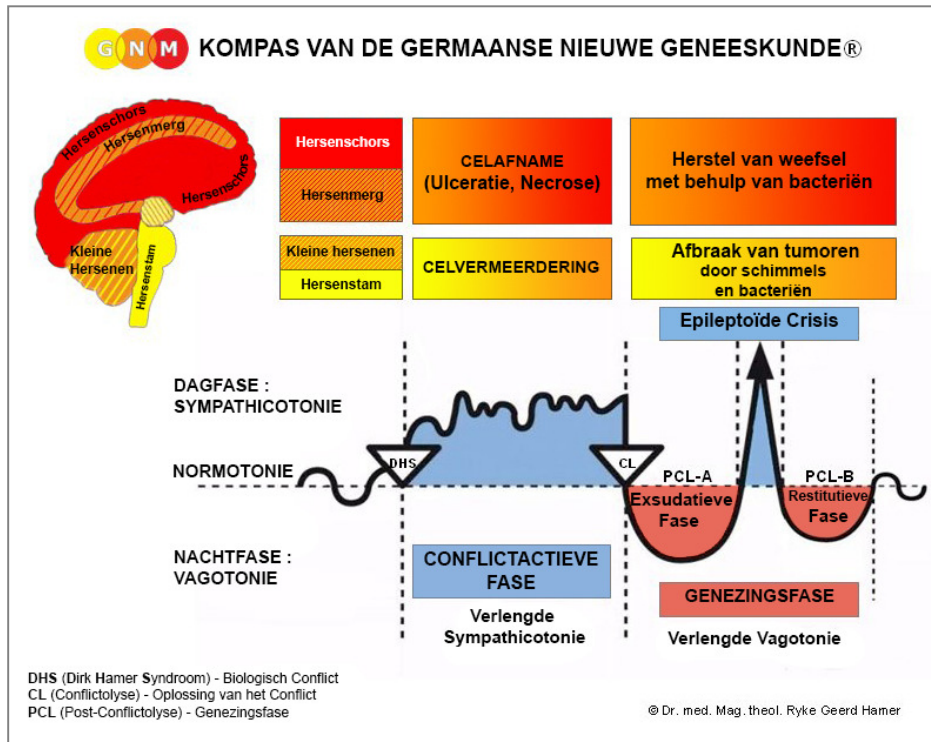 GNM KOMPAS VAN DE GERMAANSE NIEUWE GENEESKUNDE®
Hersenschors
Hersenmerg
Hersenschors
Kleine
Hersenen
Hersenstam
Hersenschors
Hersenmerg
Kleine hersenen
Hersenstam
CELAFNAME
(Ulceratie, Necrose)
CELVERMEERDERING
Herstel van weefsel
met behulp van bacteriën
Afbraak van tumoren
door schimmels
en bacteriën
Epileptoïde Crisis
DAGFASE :
SYMPATHICOTONIE
NORMOTONIE
DHS
CL
PCL-A
Exsudatieve
Fase
PCL-B
Restitutieve
Fase
NACHTFASE :
VAGOTONIE
CONFLICTACTIEVE
FASE
Verlengde
Sympathicotonie
GENEZINGSFASE
Verlengde Vagotonie
DHS (Dirk Hamer Syndroom) - Biologisch Conflict
CL (Conflictolyse) - Oplossing van het Conflict
PCL (Post-Conflictolyse) - Genezingsfase
© Dr. med. Mag. theol. Ryke Geerd Hamer